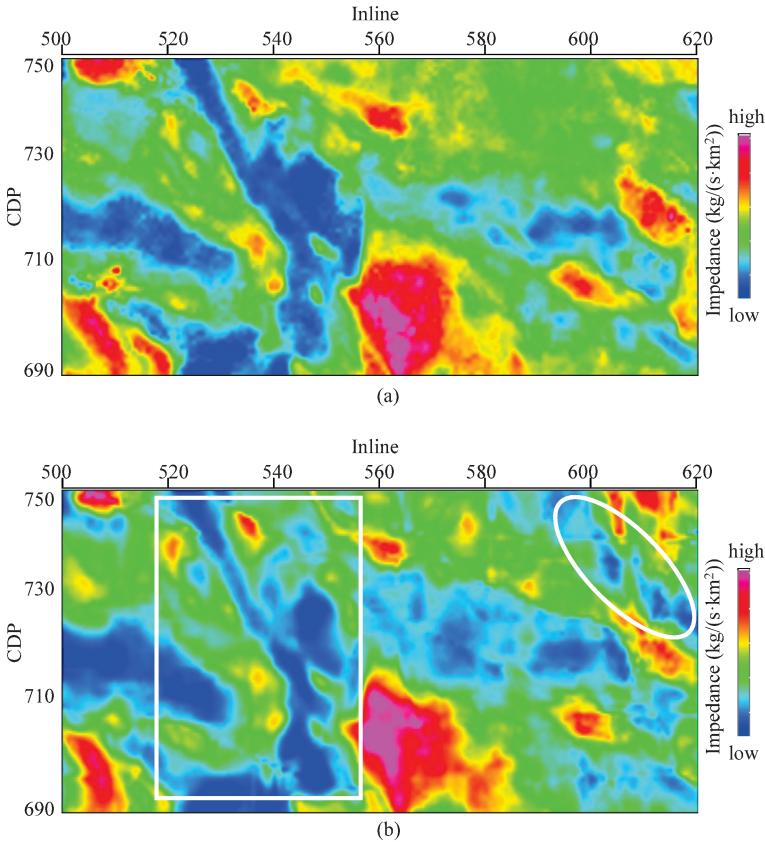 (a)
Inline
500 520 540 560 580 600 620
750
730
710
690
CDP
high
Impedance (kg/(s·km²))
low
(a)
Inline
500 520 540 560 580 600 620
750
730
710
690
CDP
high
Impedance (kg/(s·km²))
low
(b)